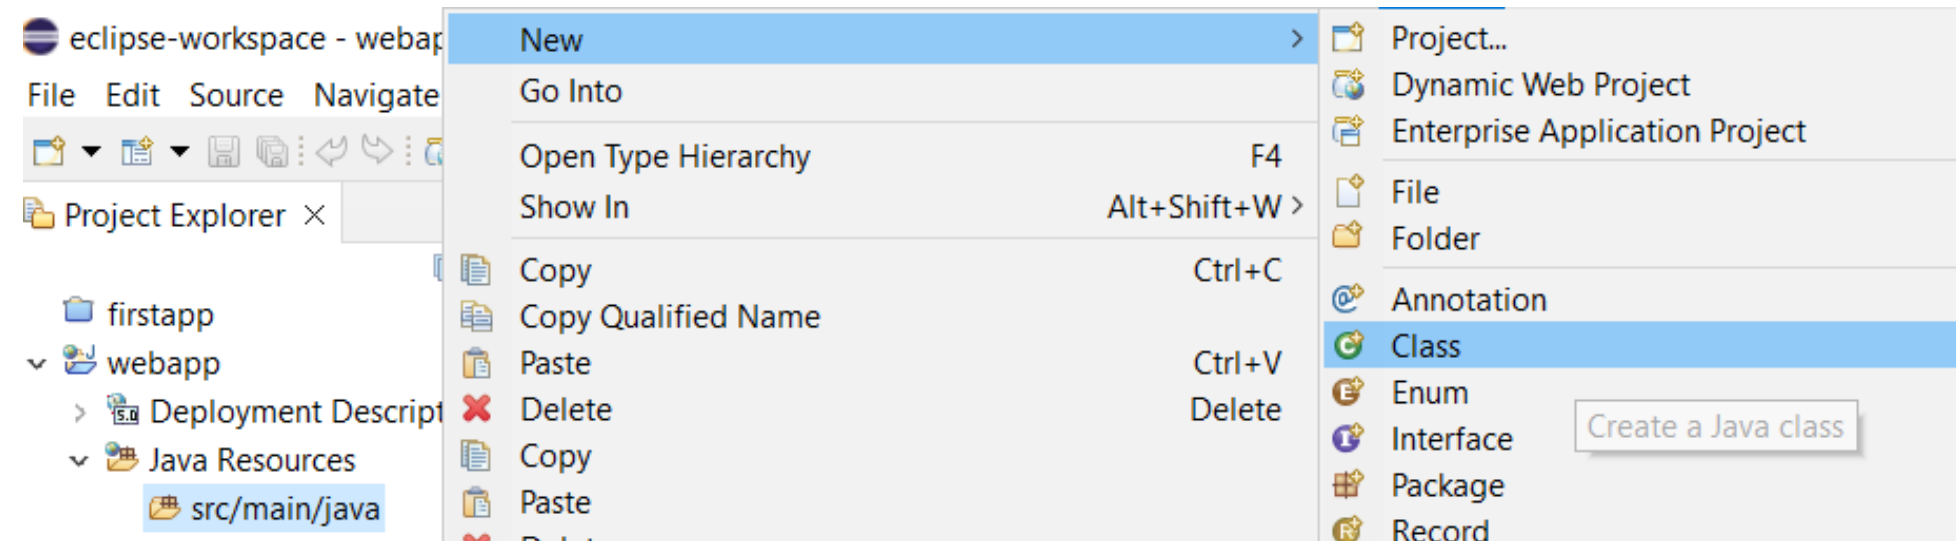 eclipse-workspace - webap
File Edit Source Navigate
Project Explorer
firstapp
webapp
5.0 Deployment Descript
Java Resources
src/main/java
New
Go Into
Open Type Hierarchy F4
Show In Alt+Shift+W
Copy Ctrl+C
Copy Qualified Name
Paste Ctrl+V
Delete Delete
Copy
Paste
Project...
Dynamic Web Project
Enterprise Application Project
File
Folder
Annotation
Class
Enum
Interface
Package
Record
Create a Java class